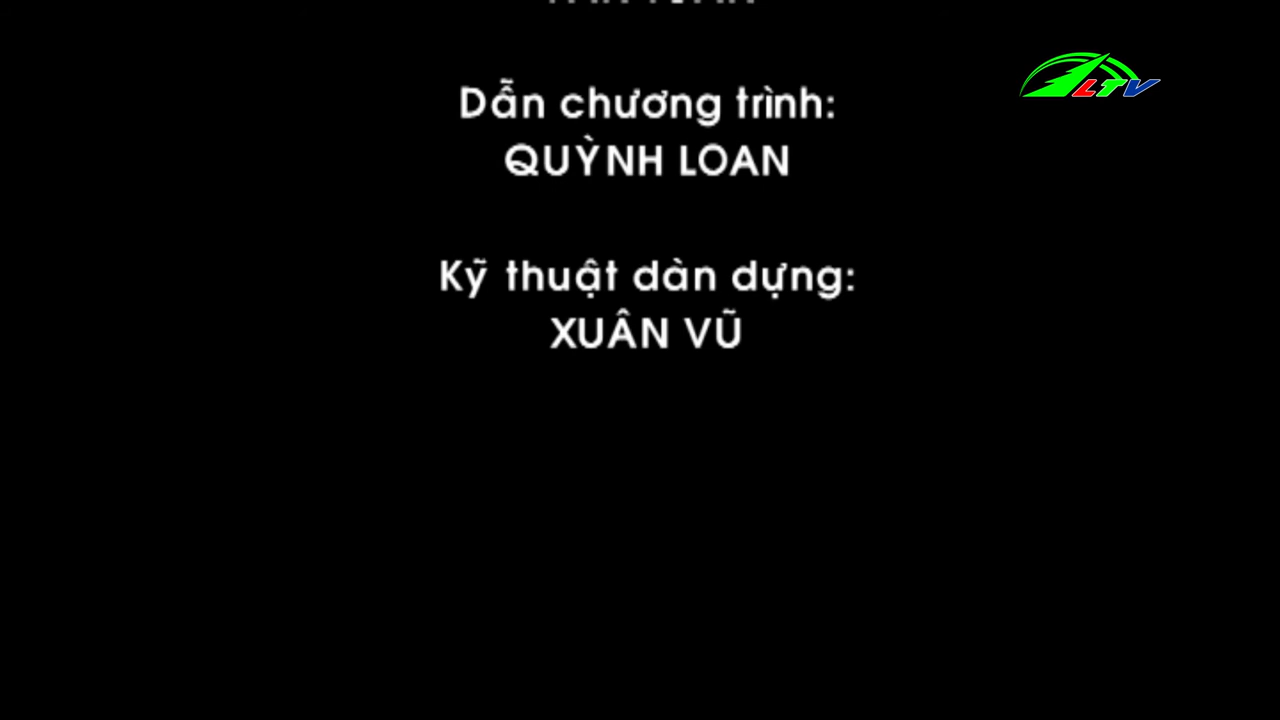 LTV
Dẫn chương trình:
QUỲNH LOAN
Kỹ thuật dàn dựng:
XUÂN VŨ